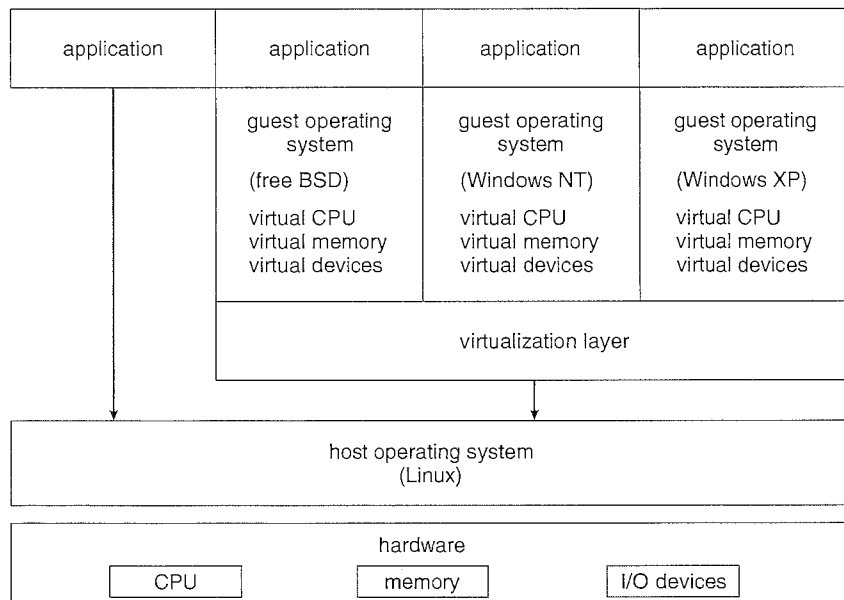 application
application
application
application
guest operating
system
(free BSD)
virtual CPU
virtual memory
virtual devices
guest operating
system
(Windows NT)
virtual CPU
virtual memory
virtual devices
guest operating
system
(Windows XP)
virtual CPU
virtual memory
virtual devices
virtualization layer
host operating system
(Linux)
hardware
CPU
memory
I/O devices